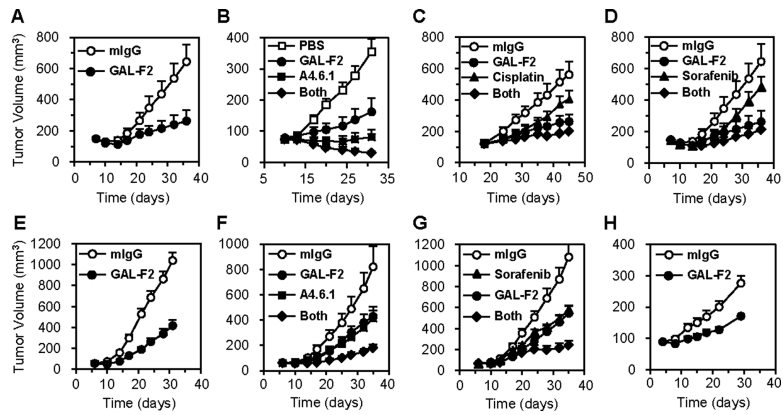 A
B
C
D
Tumor Volume (mm³)
800
600
400
200
0
mIgG
GAL-F2
0 10 20 30 40
Time (days)
400
300
200
100
0
PBS
GAL-F2
A4.6.1
Both
5 15 25 35
Time (days)
800
600
400
200
0
mIgG
GAL-F2
Cisplatin
Both
10 20 30 40 50
Time (days)
800
600
400
200
0
mIgG
GAL-F2
Sorafenib
Both
0 10 20 30 40
Time (days)
E
F
G
H
Tumor Volume (mm³)
1200
1000
800
600
400
200
0
mIgG
GAL-F2
0 10 20 30 40
Time (days)
1000
800
600
400
200
0
mIgG
GAL-F2
A4.6.1
Both
0 10 20 30 40
Time (days)
1200
1000
800
600
400
200
0
mIgG
Sorafenib
GAL-F2
Both
0 10 20 30 40
Time (days)
400
300
200
100
0
mIgG
GAL-F2
0 10 20 30 40
Time (days)